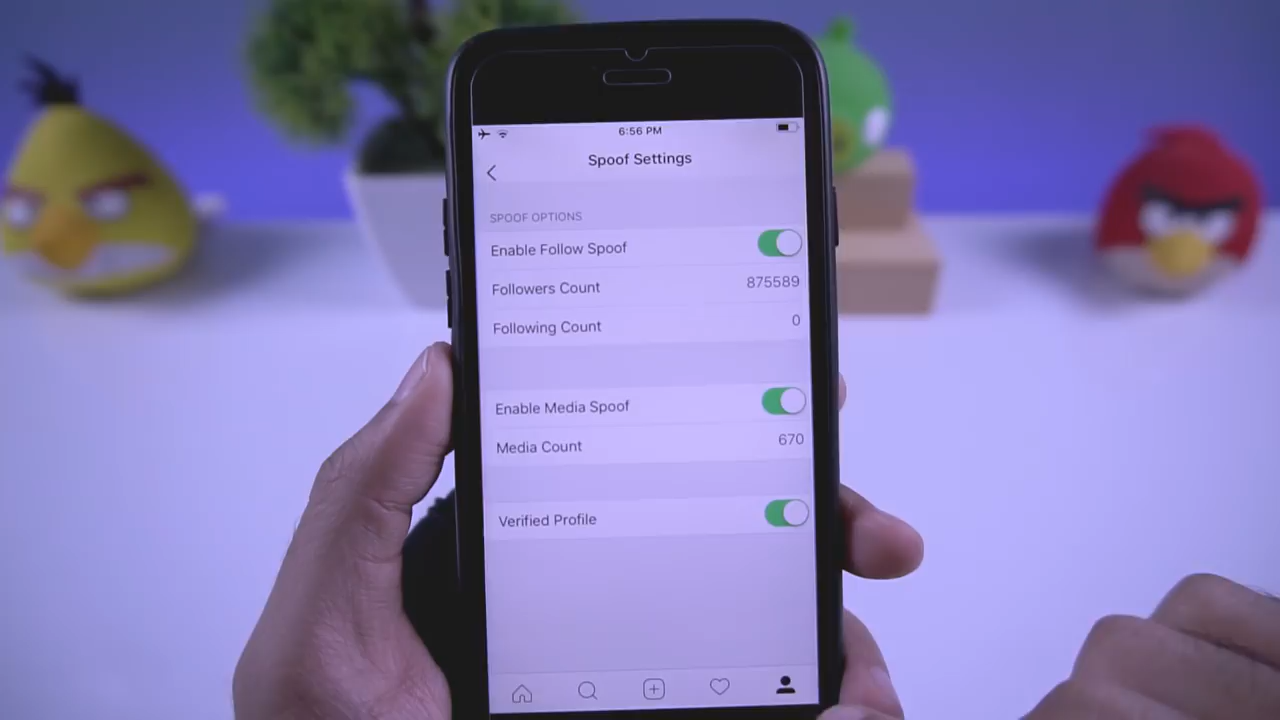 6:56 PM
Spoof Settings
SPOOF OPTIONS
Enable Follow Spoof
Followers Count 875589
Following Count 0
Enable Media Spoof
Media Count 670
Verified Profile